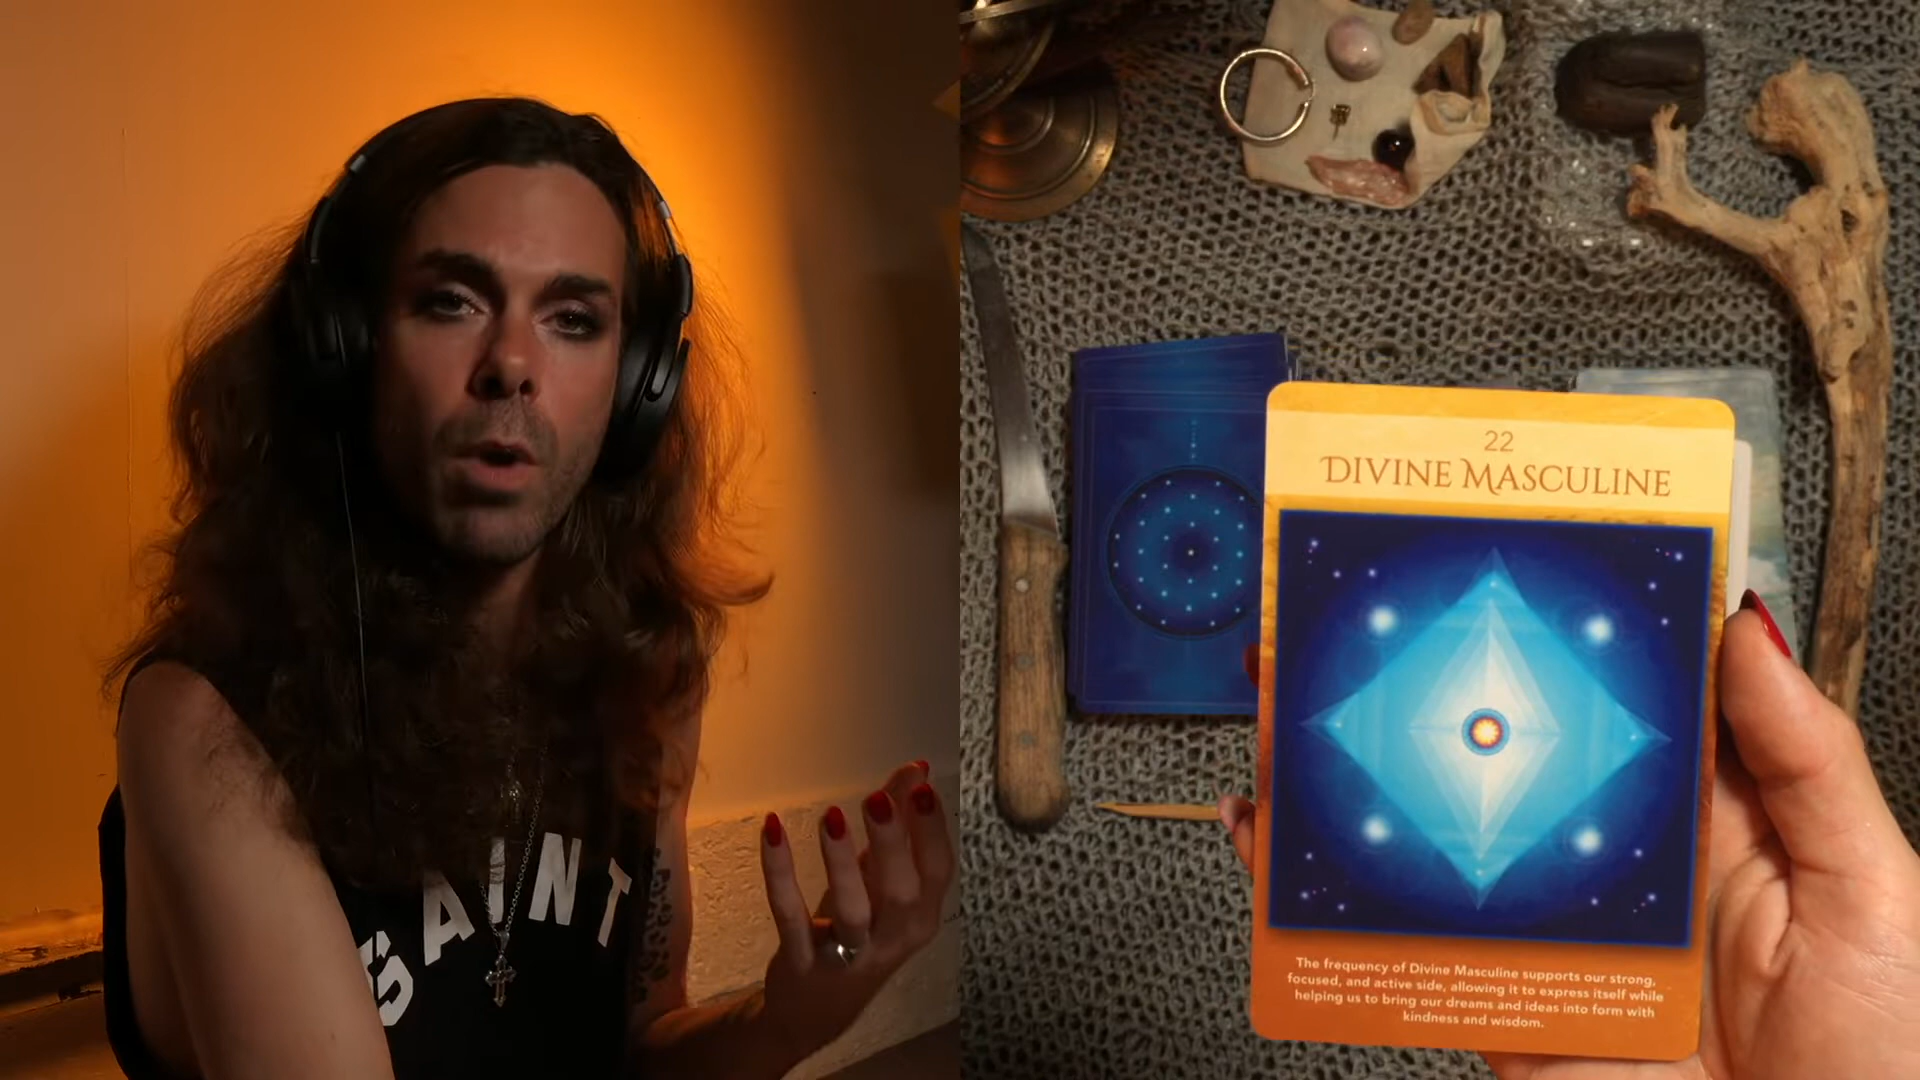 SAINT
22
DIVINE MASCULINE
The frequency of Divine Masculine supports our strong,
focused, and active side, allowing it to express itself while
helping us to bring our dreams and ideas into form with
kindness and wisdom.